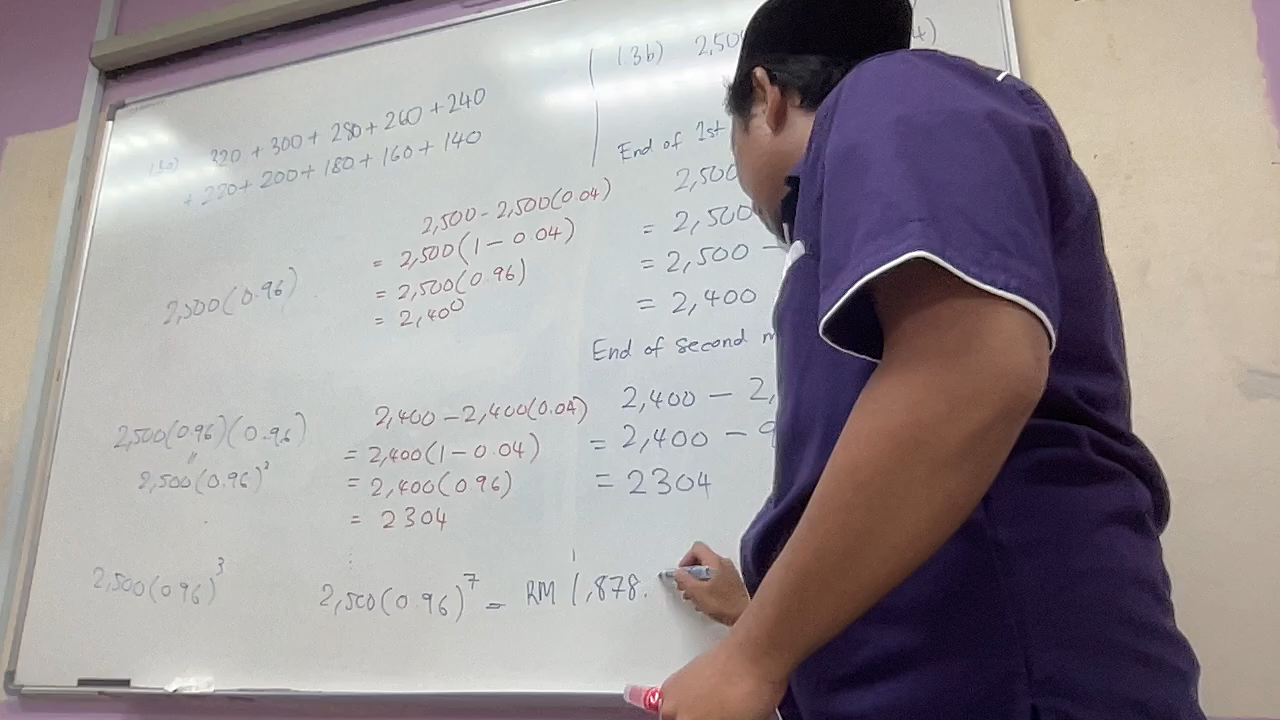 320 + 300 + 280 + 260 + 240
+ 220 + 200 + 180 + 160 + 140
2,500(0.96)
2,500(0.96)(0.96)
"
2,500(0.96)²
2,500(0.96)³
2,500 - 2,500(0.04)
= 2,500(1 - 0.04)
= 2,500(0.96)
= 2,400
2,400 - 2,400(0.04)
= 2,400(1 - 0.04)
= 2,400(0.96)
= 2304
2,500(0.96)⁷ = RM 1,878.
13b) 2,50
End of 1st
2,500
= 2,500
= 2,500 -
= 2,400
End of second m
2,400 - 2,
= 2,400 - 9
= 2304